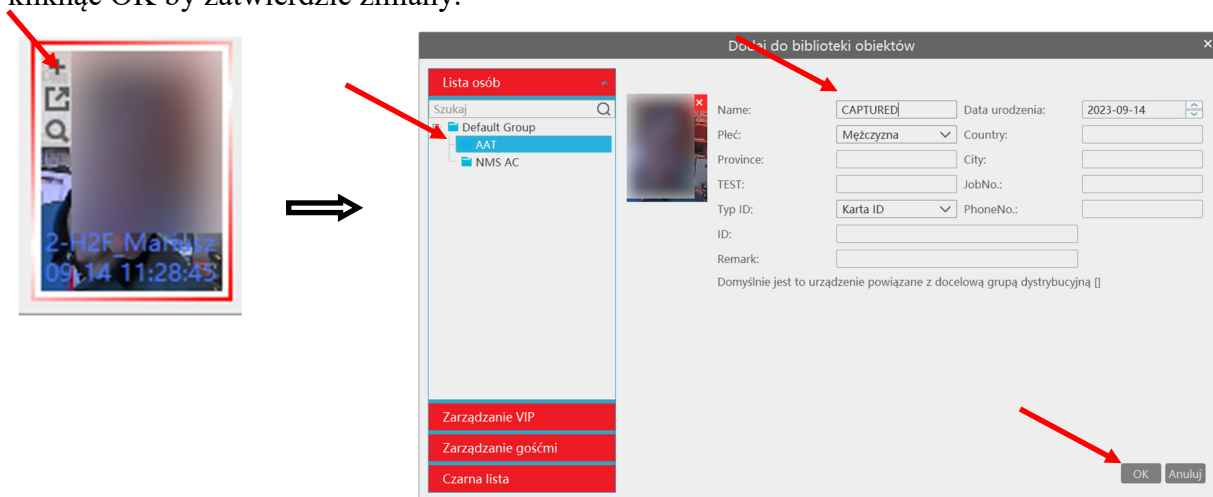 kliknąć OK by zatwierdzić zmiany.
2-H2F_Mariusz
09-14 11:28:45
Dodaj do biblioteki obiektów
Lista osób
Szukaj
Default Group
AAT
NMS AC
Zarządzanie VIP
Zarządzanie gośćmi
Czarna lista
Name: CAPTURED Data urodzenia: 2023-09-14
Płeć: Mężczyzna Country:
Province: City:
TEST: JobNo.:
Typ ID: Karta ID PhoneNo.:
ID:
Remark:
Domyślnie jest to urządzenie powiązane z docelową grupą dystrybucyjną []
OK Anuluj